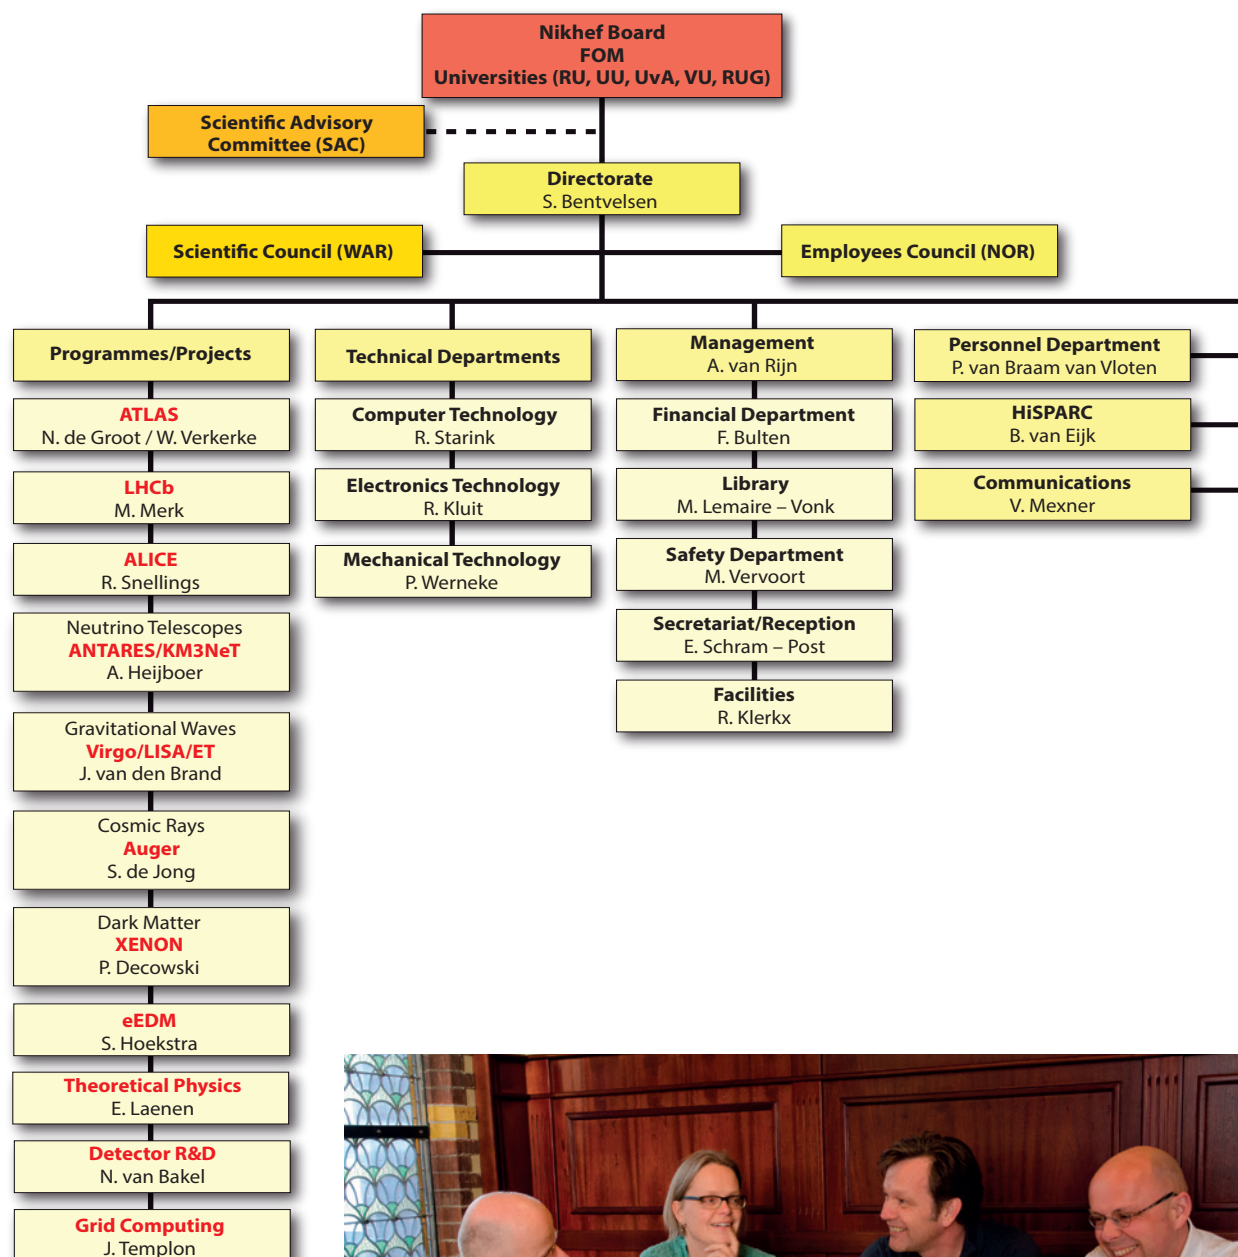 Nikhef Board
FOM
Universities (RU, UU, UvA, VU, RUG)
Scientific Advisory
Committee (SAC)
Directorate
S. Bentvelsen
Scientific Council (WAR)
Employees Council (NOR)
Programmes/Projects
ATLAS
N. de Groot / W. Verkerke
LHCb
M. Merk
ALICE
R. Snellings
Neutrino Telescopes
ANTARES/KM3NeT
A. Heijboer
Gravitational Waves
Virgo/LISA/ET
J. van den Brand
Cosmic Rays
Auger
S. de Jong
Dark Matter
XENON
P. Decowski
eEDM
S. Hoekstra
Theoretical Physics
E. Laenen
Detector R&D
N. van Bakel
Grid Computing
J. Templon
Technical Departments
Computer Technology
R. Starink
Electronics Technology
R. Kluit
Mechanical Technology
P. Werneke
Management
A. van Rijn
Financial Department
F. Bulten
Library
M. Lemaire – Vonk
Safety Department
M. Vervoort
Secretariat/Reception
E. Schram – Post
Facilities
R. Klerkx
Personnel Department
P. van Braam van Vloten
HiSPARC
B. van Eijk
Communications
V. Mexner